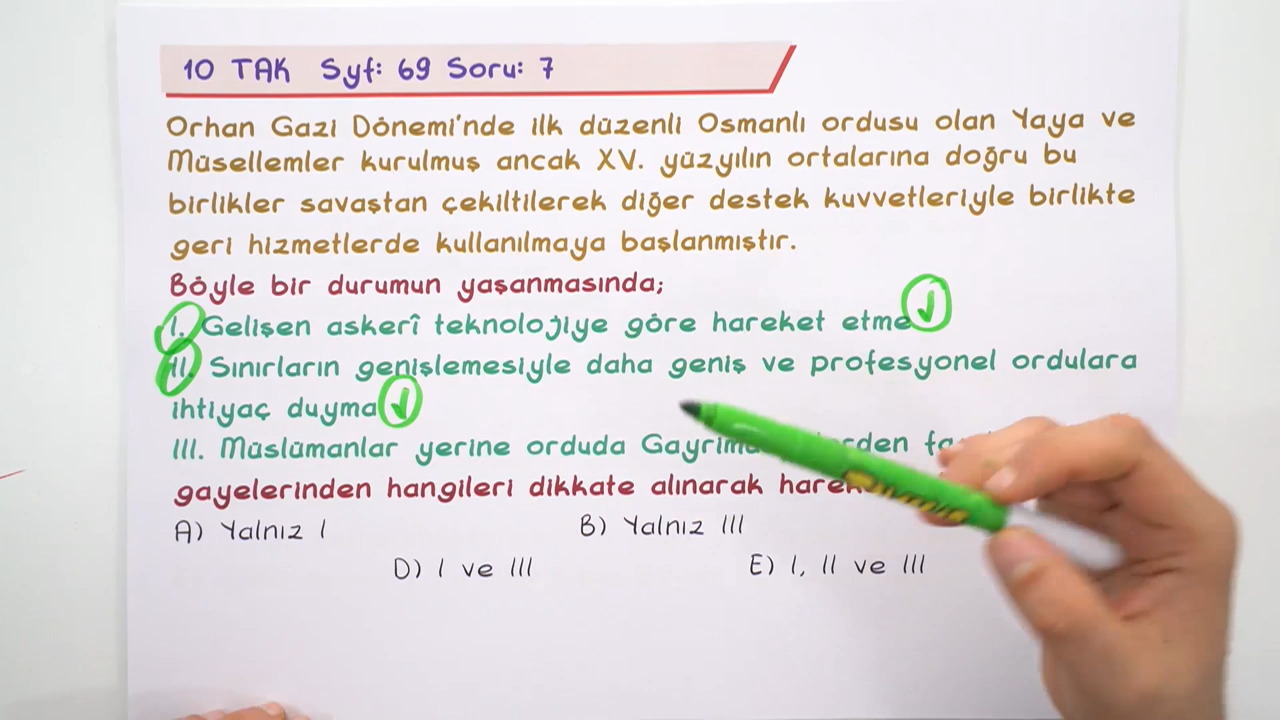 10 TAK Syf: 69 Soru: 7
Orhan Gazi Dönemi'nde ilk düzenli Osmanlı ordusu olan Yaya ve
Müsellemler kurulmuş ancak XV. yüzyılın ortalarına doğru bu
birlikler savaştan çekiltilerek diğer destek kuvvetleriyle birlikte
geri hizmetlerde kullanılmaya başlanmıştır.
Böyle bir durumun yaşanmasında;
I. Gelişen askerî teknolojiye göre hareket etme
II. Sınırların genişlemesiyle daha geniş ve profesyonel ordulara
ihtiyaç duyma
III. Müslümanlar yerine orduda
gayelerinden hangileri dikkate alınarak
A) Yalnız I B) Yalnız III
D) I ve III E) I, II ve III